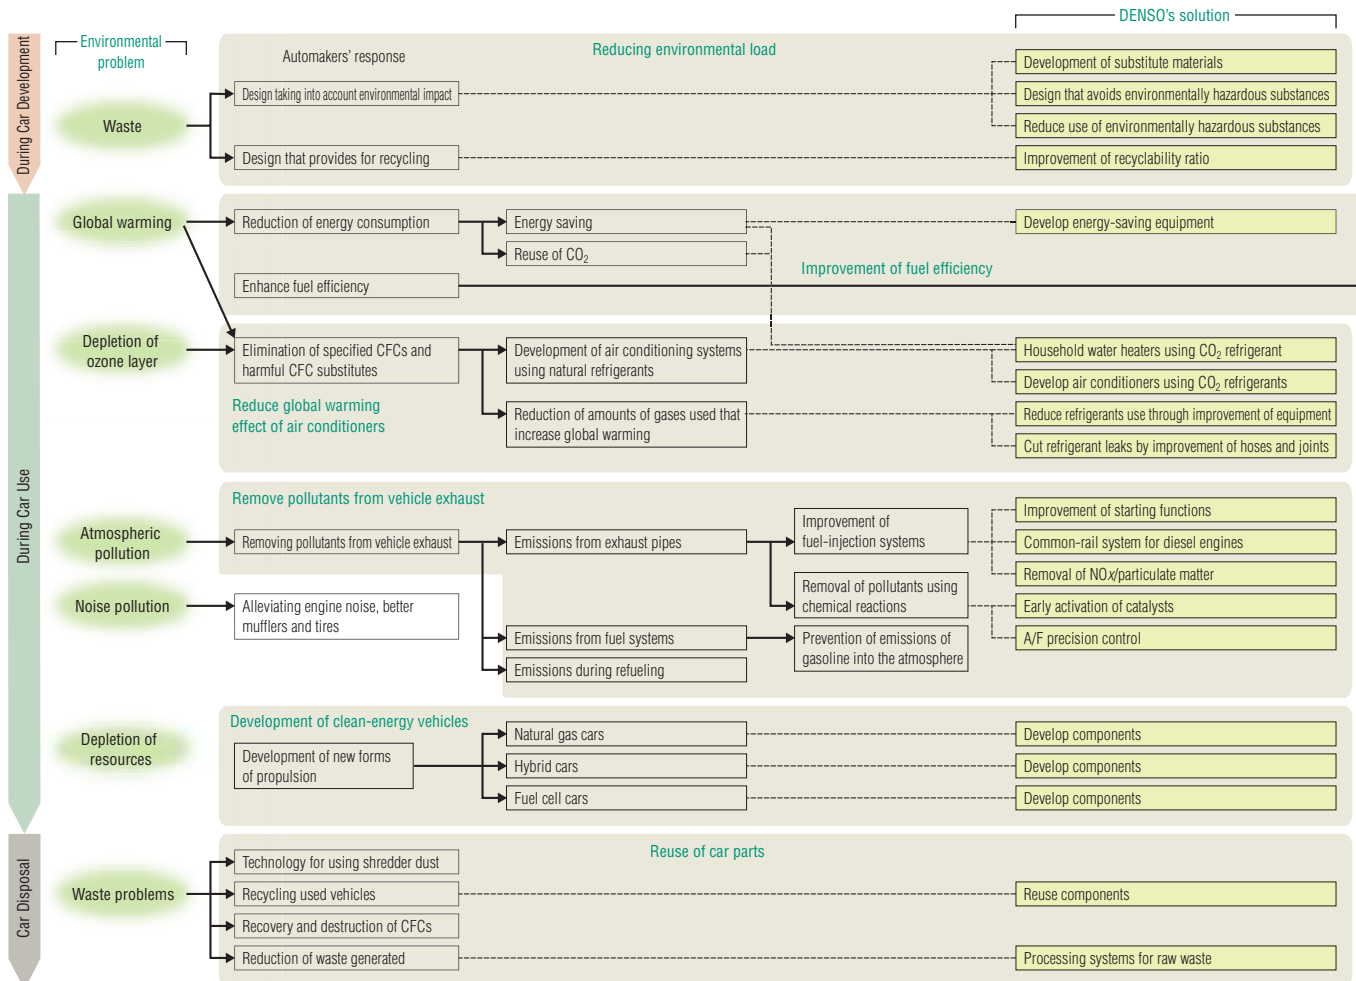 DENSO's solution
During Car Development
Environmental
problem
Automakers' response
Reducing environmental load
Waste
Design taking into account environmental impact
Design that provides for recycling
Development of substitute materials
Design that avoids environmentally hazardous substances
Reduce use of environmentally hazardous substances
Improvement of recyclability ratio
During Car Use
Global warming
Reduction of energy consumption
Energy saving
Develop energy-saving equipment
Reuse of CO₂
Improvement of fuel efficiency
Enhance fuel efficiency
Depletion of
ozone layer
Elimination of specified CFCs and
harmful CFC substitutes
Development of air conditioning systems
using natural refrigerants
Household water heaters using CO₂ refrigerant
Develop air conditioners using CO₂ refrigerants
Reduce global warming
effect of air conditioners
Reduction of amounts of gases used that
increase global warming
Reduce refrigerants use through improvement of equipment
Cut refrigerant leaks by improvement of hoses and joints
Remove pollutants from vehicle exhaust
Atmospheric
pollution
Removing pollutants from vehicle exhaust
Emissions from exhaust pipes
Improvement of
fuel-injection systems
Improvement of starting functions
Common-rail system for diesel engines
Removal of NOx/particulate matter
Noise pollution
Alleviating engine noise, better
mufflers and tires
Removal of pollutants using
chemical reactions
Early activation of catalysts
A/F precision control
Emissions from fuel systems
Prevention of emissions of
gasoline into the atmosphere
Emissions during refueling
Development of clean-energy vehicles
Depletion of
resources
Development of new forms
of propulsion
Natural gas cars
Develop components
Hybrid cars
Develop components
Fuel cell cars
Develop components
Car Disposal
Reuse of car parts
Waste problems
Technology for using shredder dust
Recycling used vehicles
Reuse components
Recovery and destruction of CFCs
Reduction of waste generated
Processing systems for raw waste